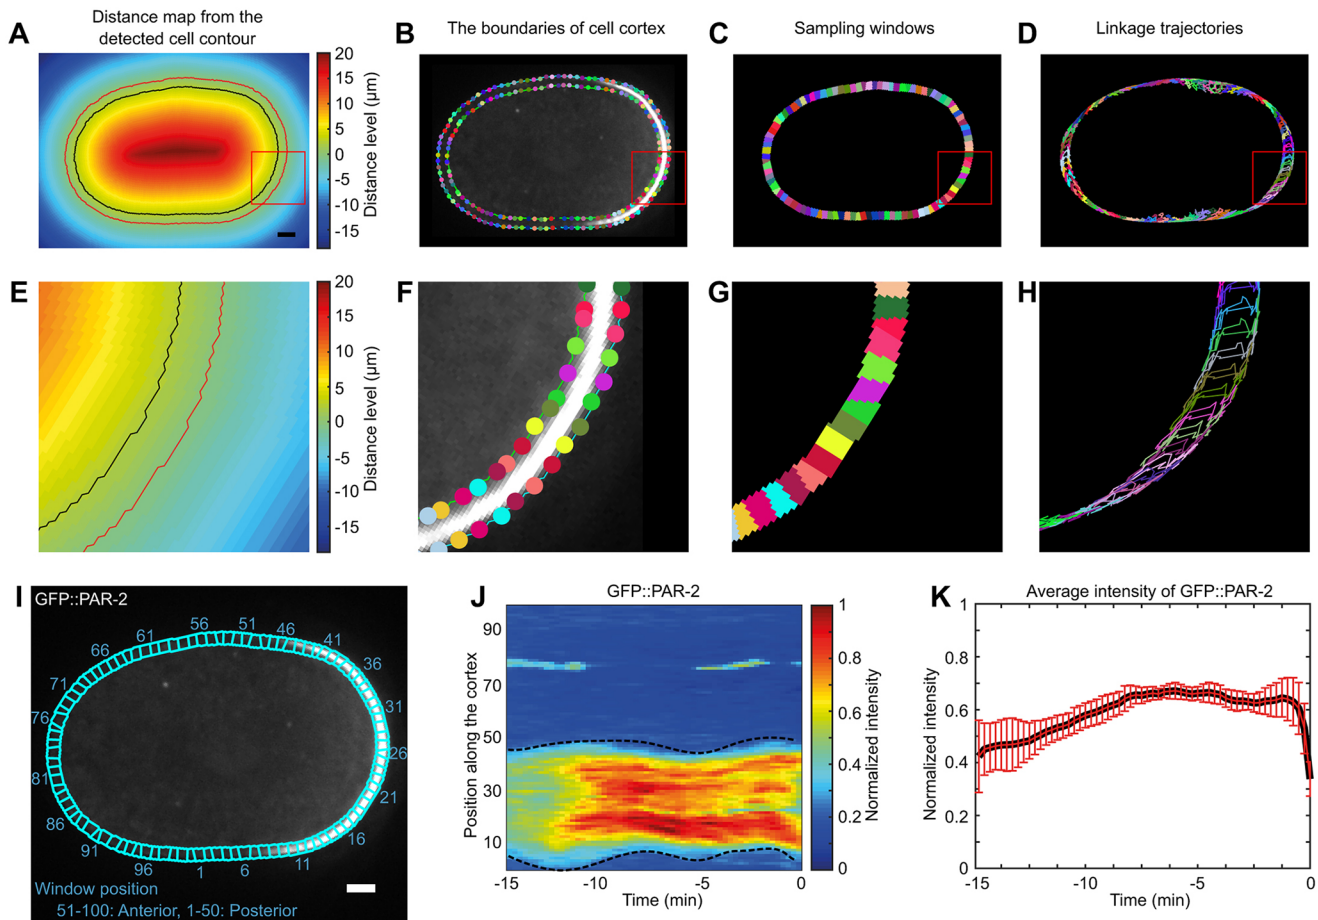 A
Distance map from the
detected cell contour
B
The boundaries of cell cortex
C
Sampling windows
D
Linkage trajectories
20
15
10
5
0
-5
-10
-15
Distance level (µm)
E
20
15
10
5
0
-5
-10
-15
Distance level (µm)
F
G
H
I
GFP::PAR-2
56
51
46
41
61
66
36
71
31
76
26
81
21
86
16
91
11
96
1
6
Window position
51-100: Anterior, 1-50: Posterior
J
GFP::PAR-2
Position along the cortex
90
70
50
30
10
-15
-10
-5
0
Time (min)
1
0.8
0.6
0.4
0.2
0
Normalized intensity
K
Average intensity of GFP::PAR-2
Normalized intensity
1
0.8
0.6
0.4
0.2
0
-15
-10
-5
0
Time (min)